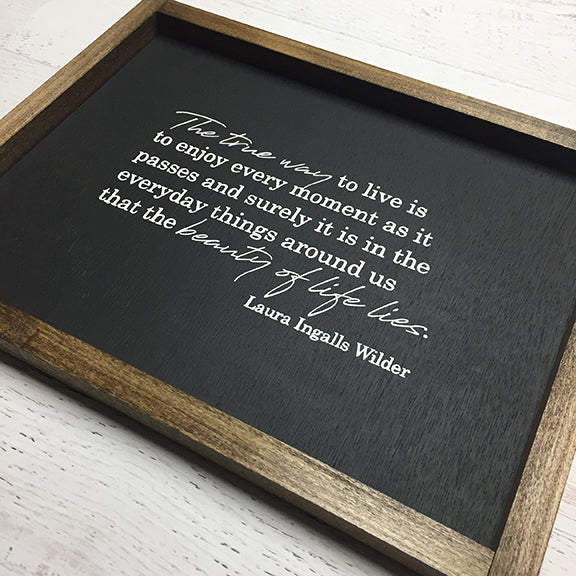 The true way to live is
to enjoy every moment as it
passes and surely it is in the
everyday things around us
that the beauty of life lies.
Laura Ingalls Wilder